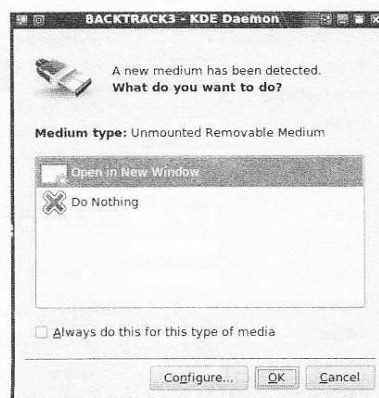 BACKTRACK3 - KDE Daemon
A new medium has been detected.
What do you want to do?
Medium type: Unmounted Removable Medium
Open in New Window
Do Nothing
Always do this for this type of media
Configure...
OK
Cancel